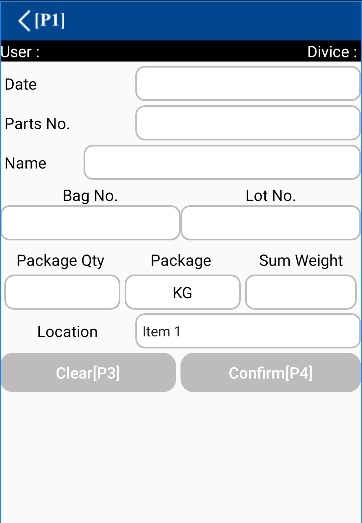 [P1]
User : Divice :
Date
Parts No.
Name
Bag No. Lot No.
Package Qty Package Sum Weight
KG
Location Item 1
Clear[P3] Confirm[P4]